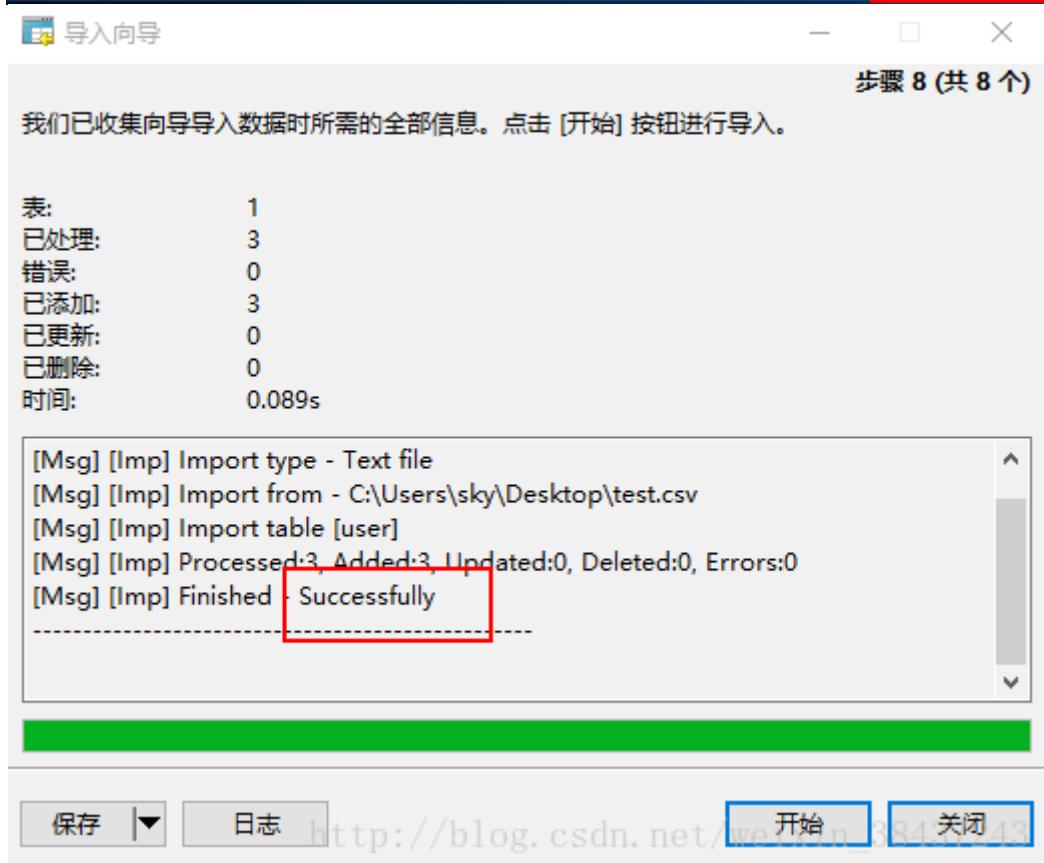 导入向导
步骤 8 (共 8 个)
我们已收集向导导入数据时所需的全部信息。点击 [开始] 按钮进行导入。
表: 1
已处理: 3
错误: 0
已添加: 3
已更新: 0
已删除: 0
时间: 0.089s
[Msg] [Imp] Import type - Text file
[Msg] [Imp] Import from - C:\Users\sky\Desktop\test.csv
[Msg] [Imp] Import table [user]
[Msg] [Imp] Processed:3, Added:3, Updated:0, Deleted:0, Errors:0
[Msg] [Imp] Finished - Successfully
--------------------------------------------------
保存 日志 开始 关闭
http://blog.csdn.net/weixin_38437243